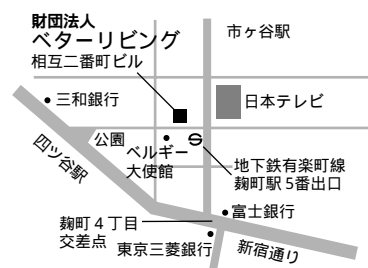 財団法人
ベターリビング
相互二番町ビル
市ヶ谷駅
三和銀行
日本テレビ
公園
ベルギー
大使館
四ツ谷駅
地下鉄有楽町線
麹町駅5番出口
富士銀行
麹町4丁目
交差点
東京三菱銀行
新宿通り